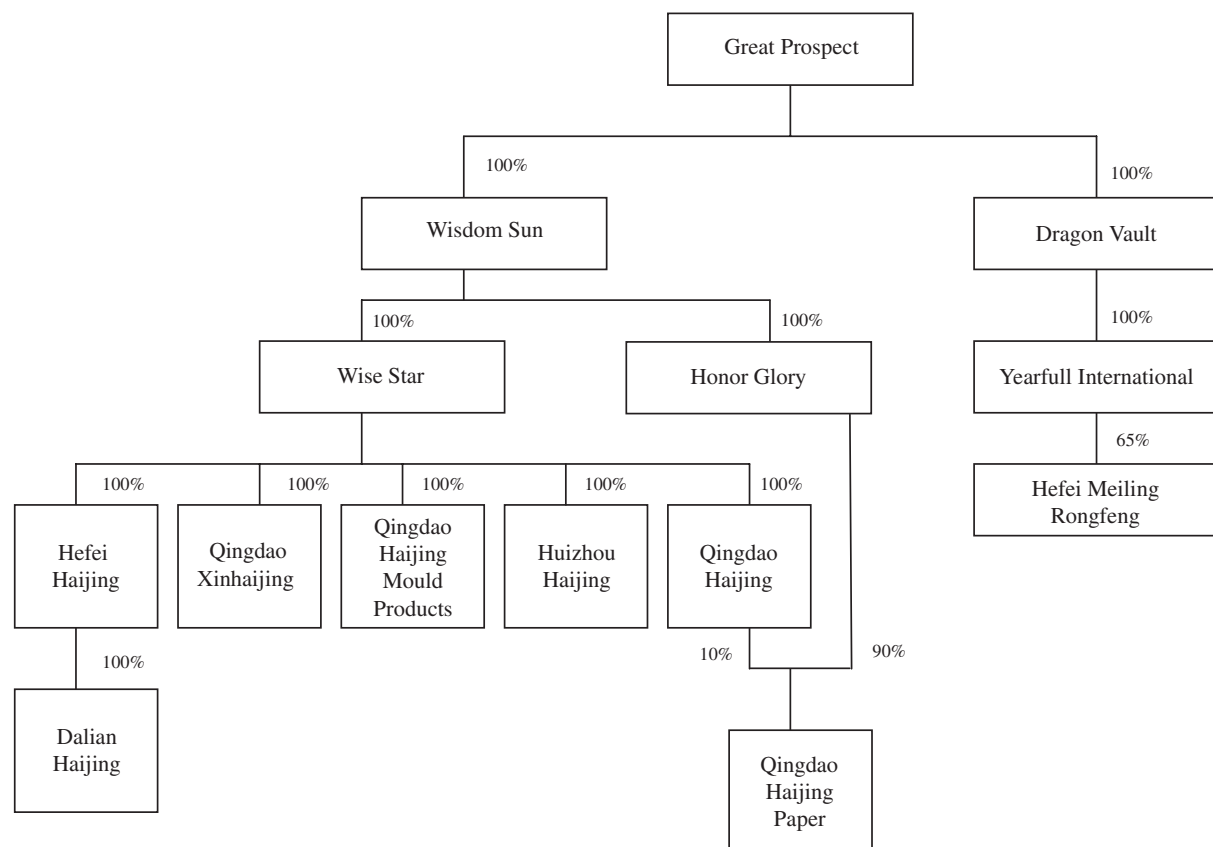 Great Prospect
100%
100%
Wisdom Sun
Dragon Vault
100%
100%
100%
Wise Star
Honor Glory
Yearfull International
65%
100%
100%
100%
100%
100%
Hefei
Haijing
Qingdao
Xinhaijing
Qingdao
Haijing
Mould
Products
Huizhou
Haijing
Qingdao
Haijing
Hefei Meiling
Rongfeng
100%
10%
90%
Dalian
Haijing
Qingdao
Haijing
Paper